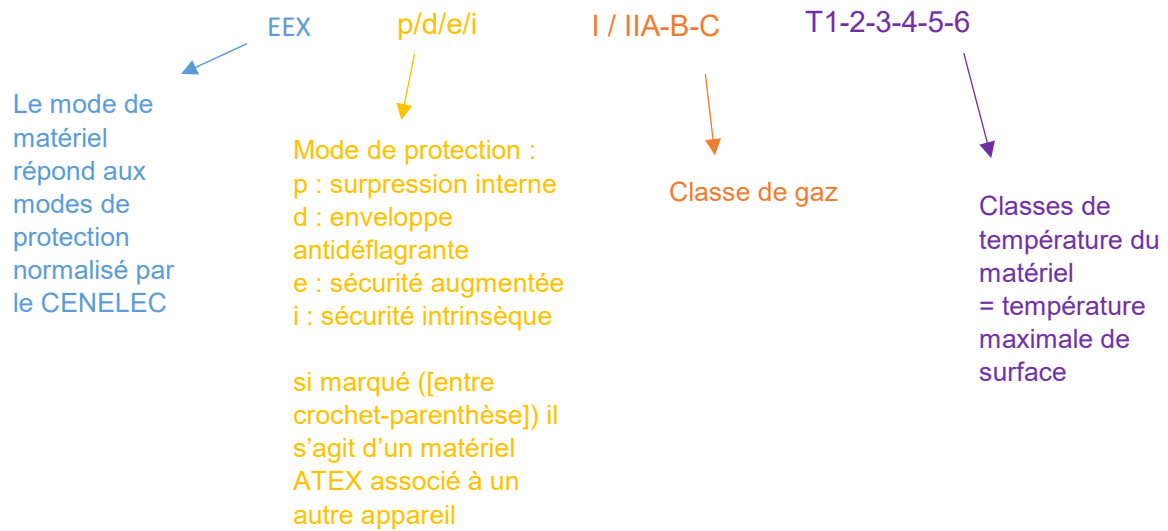 EEX
p/d/e/i
I / IIA-B-C
T1-2-3-4-5-6
Le mode de
matériel
répond aux
modes de
protection
normalisé par
le CENELEC
Mode de protection :
p : surpression interne
d : enveloppe
antidéflagrante
e : sécurité augmentée
i : sécurité intrinsèque
si marqué ([entre
crochet-parenthèse]) il
s’agit d’un matériel
ATEX associé à un
autre appareil
Classe de gaz
Classes de
température du
matériel
= température
maximale de
surface